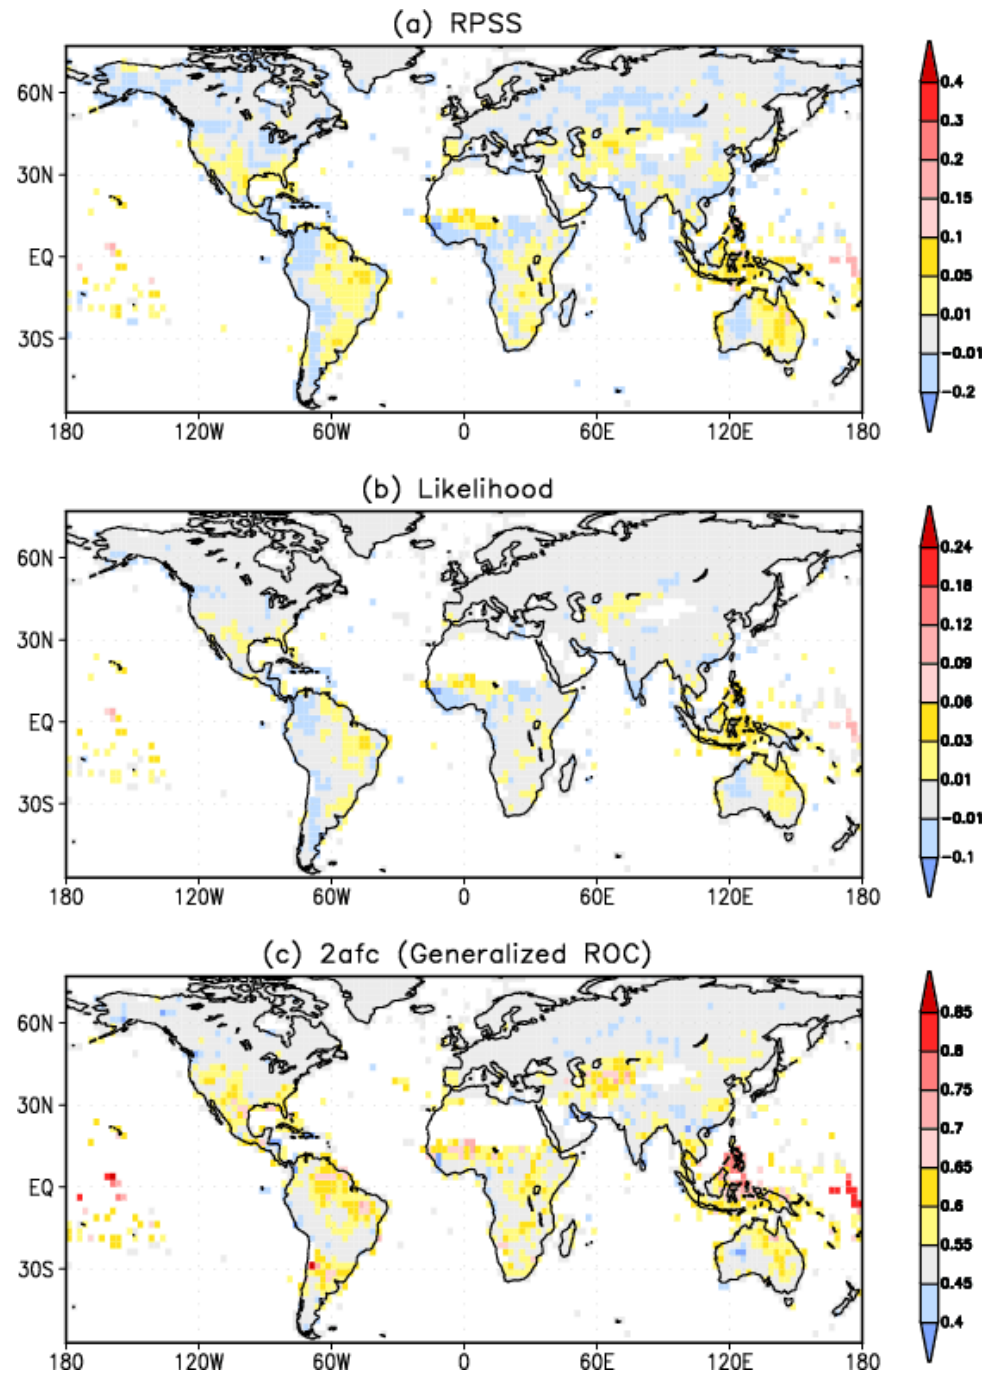 (a) RPSS
60N
30N
EQ
30S
180 120W 60W 0 60E 120E 180
0.4
0.3
0.2
0.15
0.1
0.05
0.01
-0.01
-0.2
(b) Likelihood
60N
30N
EQ
30S
180 120W 60W 0 60E 120E 180
0.24
0.18
0.12
0.09
0.06
0.03
0.01
-0.01
-0.1
(c) 2afc (Generalized ROC)
60N
30N
EQ
30S
180 120W 60W 0 60E 120E 180
0.85
0.8
0.75
0.7
0.65
0.6
0.55
0.45
0.4